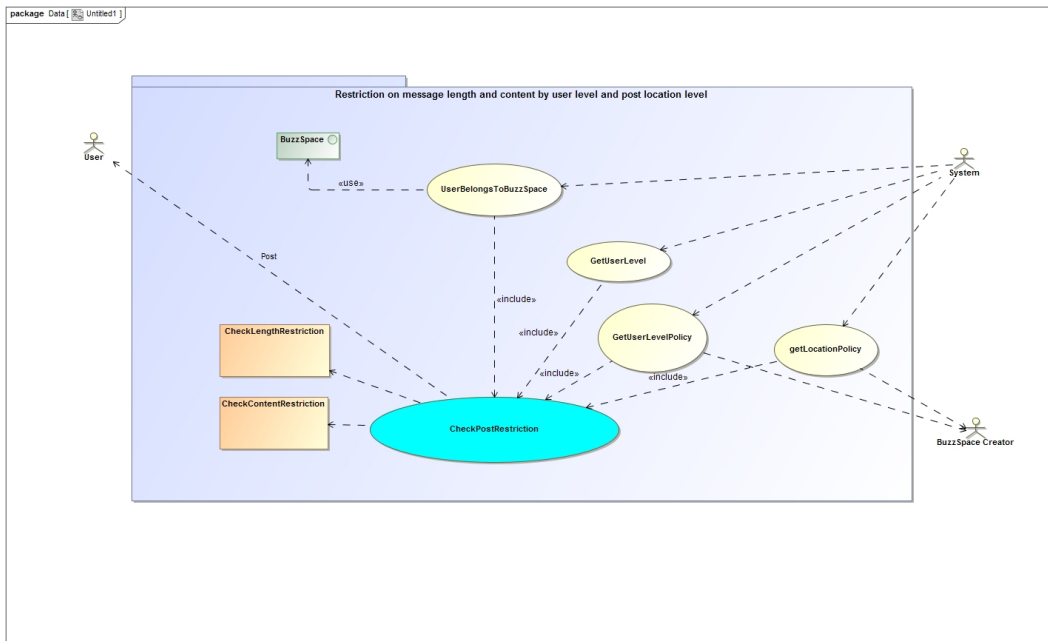 package Data [ Untitled1 ]
Restriction on message length and content by user level and post location level
BuzzSpace
User
System
«use»
UserBelongsToBuzzSpace
Post
GetUserLevel
«include»
CheckLengthRestriction
«include»
GetUserLevelPolicy
getLocationPolicy
«include»
«include»
CheckContentRestriction
CheckPostRestriction
BuzzSpace Creator